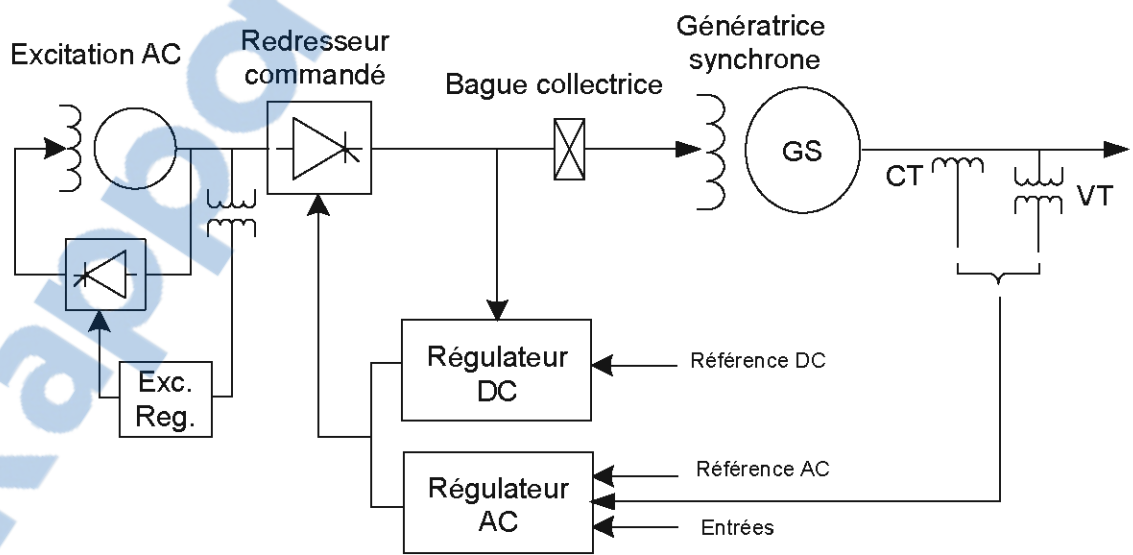 Excitation AC
Redresseur
commandé
Bague collectrice
Génératrice
synchrone
GS
CT
VT
Régulateur
DC
Référence DC
Exc.
Reg.
Régulateur
AC
Référence AC
Entrées